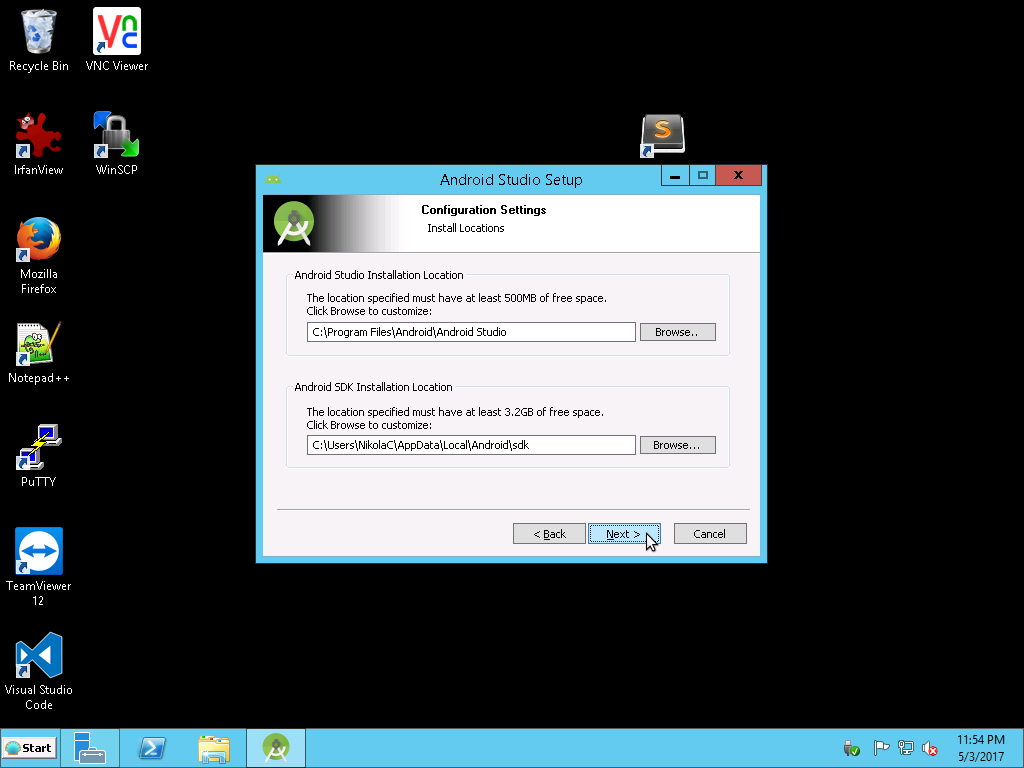 Recycle Bin
VNC Viewer
IrfanView
WinSCP
Mozilla
Firefox
Notepad++
PuTTY
TeamViewer
12
Visual Studio
Code
S
Android Studio Setup
Configuration Settings
Install Locations
Android Studio Installation Location
The location specified must have at least 500MB of free space.
Click Browse to customize:
C:\Program Files\Android\Android Studio
Browse..
Android SDK Installation Location
The location specified must have at least 3.2GB of free space.
Click Browse to customize:
C:\Users\NikolaC\AppData\Local\Android\sdk
Browse...
< Back
Next >
Cancel
Start
11:54 PM
5/3/2017